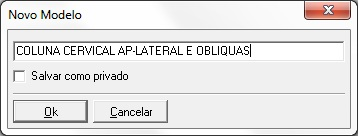 Novo Modelo
COLUNA CERVICAL AP-LATERAL E OBLIQUAS
Salvar como privado
Ok Cancelar